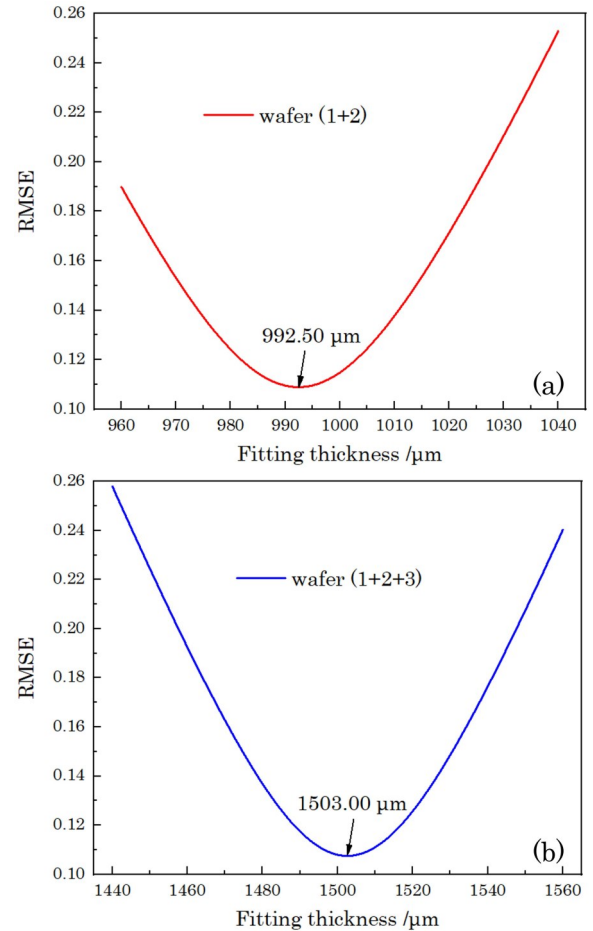 0.26
0.24
0.22
0.20
0.18
0.16
0.14
0.12
0.10
RMSE
wafer (1+2)
992.50 μm
(a)
960 970 980 990 1000 1010 1020 1030 1040
Fitting thickness /μm
0.26
0.24
0.22
0.20
0.18
0.16
0.14
0.12
0.10
RMSE
wafer (1+2+3)
1503.00 μm
(b)
1440 1460 1480 1500 1520 1540 1560
Fitting thickness /μm